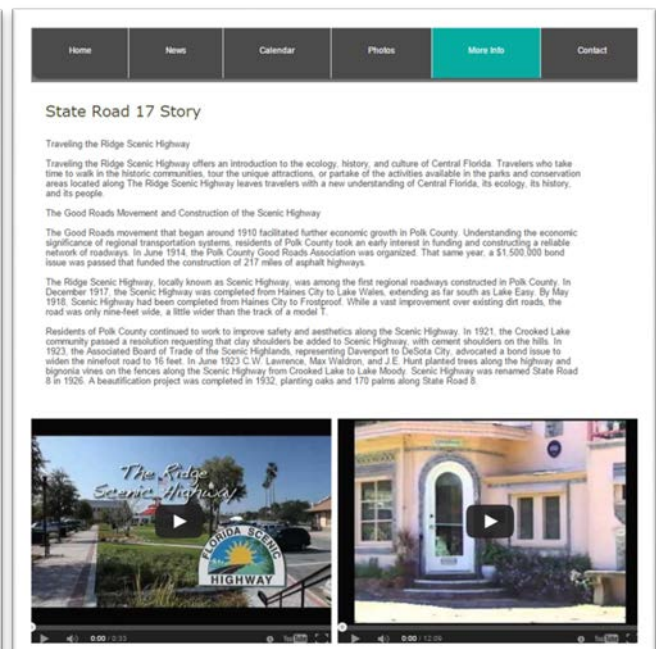 Home News Calendar Photos More Info Contact
State Road 17 Story
Traveling the Ridge Scenic Highway
Traveling the Ridge Scenic Highway offers an introduction to the ecology, history, and culture of Central Florida. Travelers who take
time to walk in the historic communities, tour the unique attractions, or partake of the activities available in the parks and conservation
areas located along The Ridge Scenic Highway leaves travelers with a new understanding of Central Florida, its ecology, its history,
and its people.
The Good Roads Movement and Construction of the Scenic Highway
The Good Roads movement that began around 1910 facilitated further economic growth in Polk County. Understanding the economic
significance of regional transportation systems, residents of Polk County took an early interest in funding and constructing a reliable
network of roadways. In June 1914, the Polk County Good Roads Association was organized. That same year, a $1,500,000 bond
issue was passed that funded the construction of 217 miles of asphalt highways.
The Ridge Scenic Highway, locally known as Scenic Highway, was among the first regional roadways constructed in Polk County. In
December 1917, the Scenic Highway was completed from Haines City to Lake Wales, extending as far south as Lake Easy. By May
1918, Scenic Highway had been completed from Haines City to Frostproof. While a vast improvement over existing dirt roads, the
road was only nine-feet wide, a little wider than the track of a model T.
Residents of Polk County continued to work to improve safety and aesthetics along the Scenic Highway. In 1921, the Crooked Lake
community passed a resolution requesting that clay shoulders be added to Scenic Highway, with cement shoulders on the hills. In
1923, the Associated Board of Trade of the Scenic Highlands, representing Davenport to DeSota City, advocated a bond issue to
widen the ninefoot road to 16 feet. In June 1923 C.W. Lawrence, Max Waldron, and J.E. Hunt planted trees along the highway and
bignonia vines on the fences along the Scenic Highway from Crooked Lake to Lake Moody. Scenic Highway was renamed State Road
8 in 1926. A beautification project was completed in 1932, planting oaks and 170 palms along State Road 8.
The Ridge
Scenic Highway
FLORIDA SCENIC
HIGHWAY
0:00 / 0:33 YouTube
0:00 / 12:06 YouTube